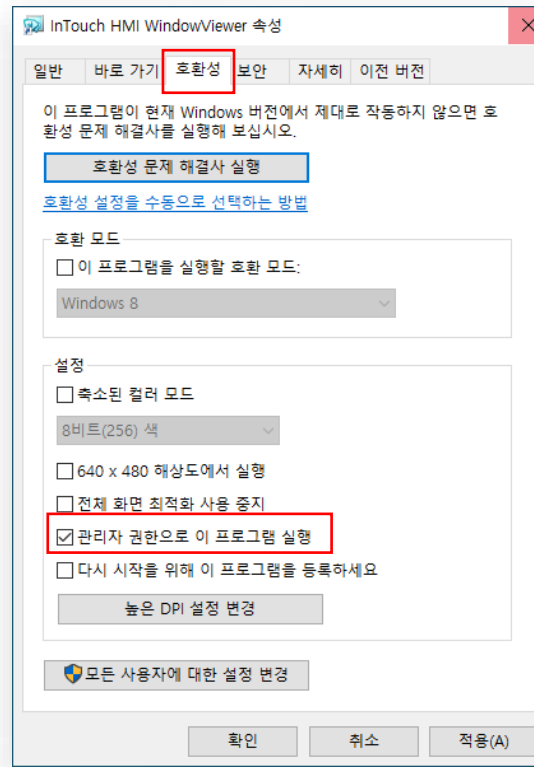 InTouch HMI WindowViewer 속성
일반 바로 가기 호환성 보안 자세히 이전 버전
이 프로그램이 현재 Windows 버전에서 제대로 작동하지 않으면 호
환성 문제 해결사를 실행해 보십시오.
호환성 문제 해결사 실행
호환성 설정을 수동으로 선택하는 방법
호환 모드
이 프로그램을 실행할 호환 모드:
Windows 8
설정
축소된 컬러 모드
8비트(256) 색
640 x 480 해상도에서 실행
전체 화면 최적화 사용 중지
관리자 권한으로 이 프로그램 실행
다시 시작을 위해 이 프로그램을 등록하세요
높은 DPI 설정 변경
모든 사용자에 대한 설정 변경
확인 취소 적용(A)